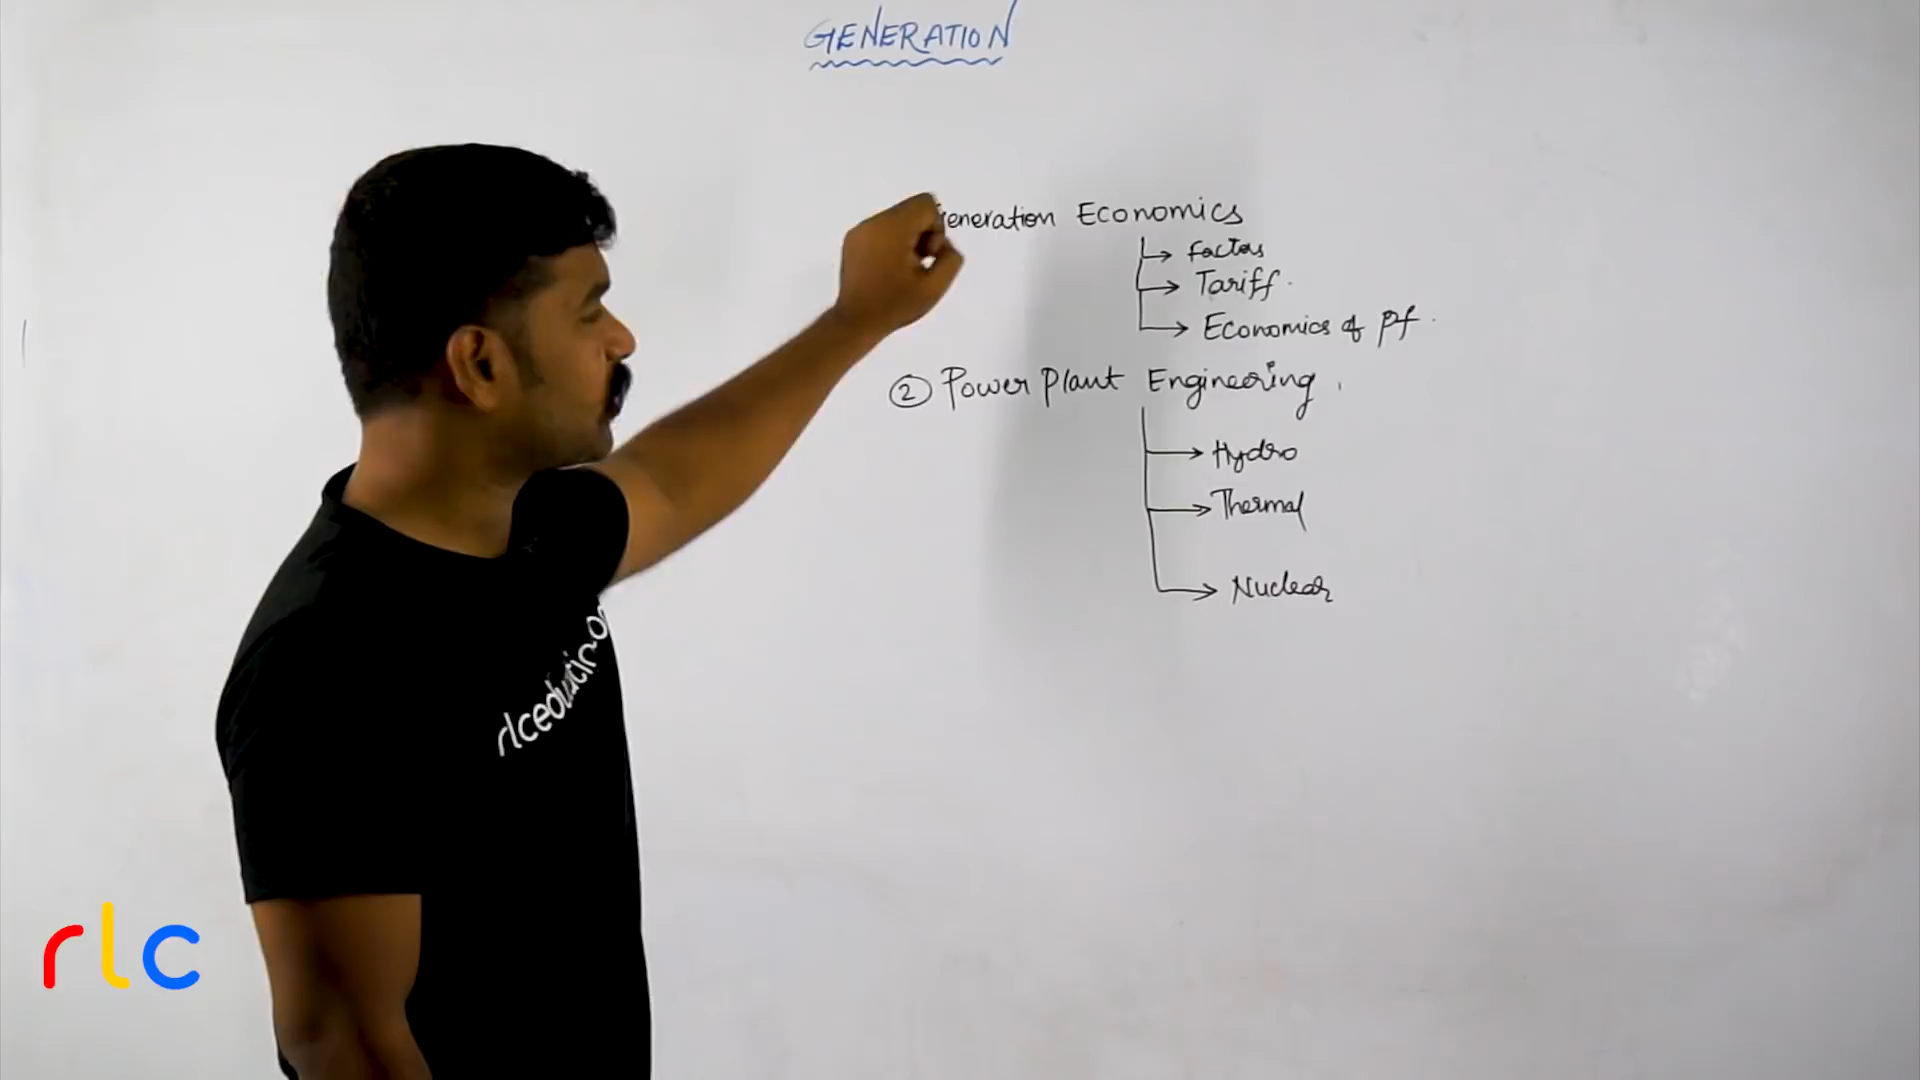 GENERATION
Generation Economics
Factors
Tariff.
Economics of Pf.
② Power Plant Engineering.
Hydro
Thermal
Nuclear
rlceducation.o
rlc